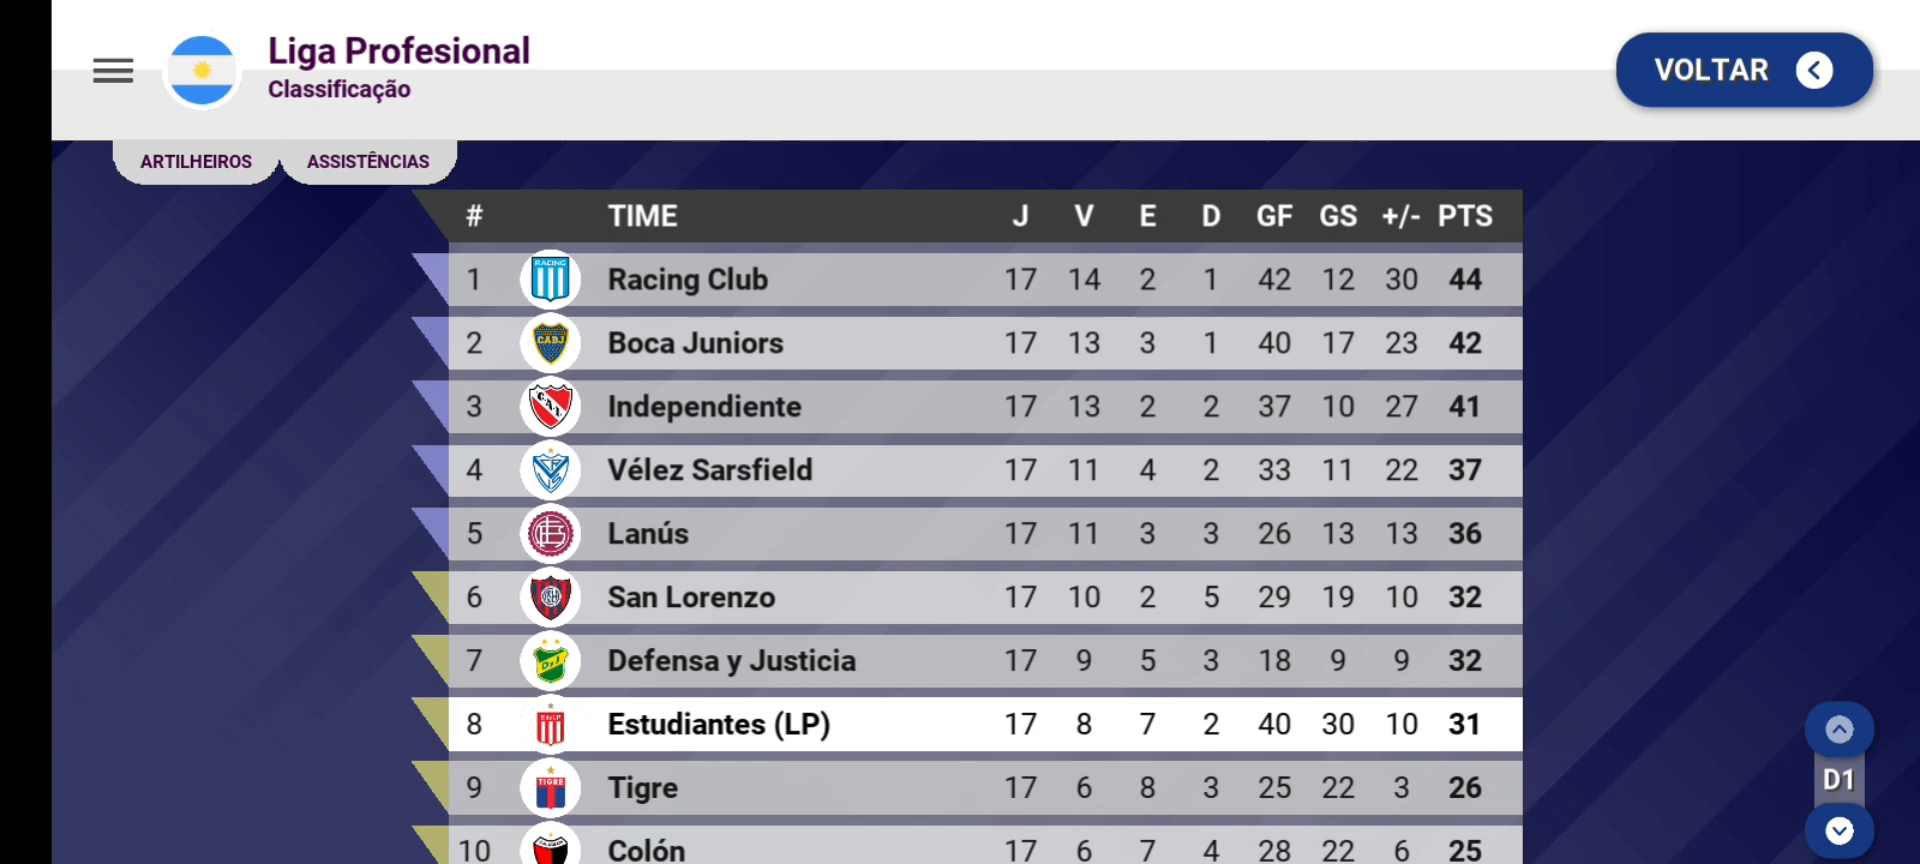 Liga Profesional
Classificação
VOLTAR
ARTILHEIROS ASSISTÊNCIAS
# TIME J V E D GF GS +/- PTS
1 RACING Racing Club 17 14 2 1 42 12 30 44
2 CABJ Boca Juniors 17 13 3 1 40 17 23 42
3 C.A.I. Independiente 17 13 2 2 37 10 27 41
4 Vélez Sarsfield 17 11 4 2 33 11 22 37
5 Lanús 17 11 3 3 26 13 13 36
6 San Lorenzo 17 10 2 5 29 19 10 32
7 Defensa y Justicia 17 9 5 3 18 9 9 32
8 Estudiantes (LP) 17 8 7 2 40 30 10 31
9 TIGRE Tigre 17 6 8 3 25 22 3 26
10 Colón 17 6 7 4 28 22 6 25
D1